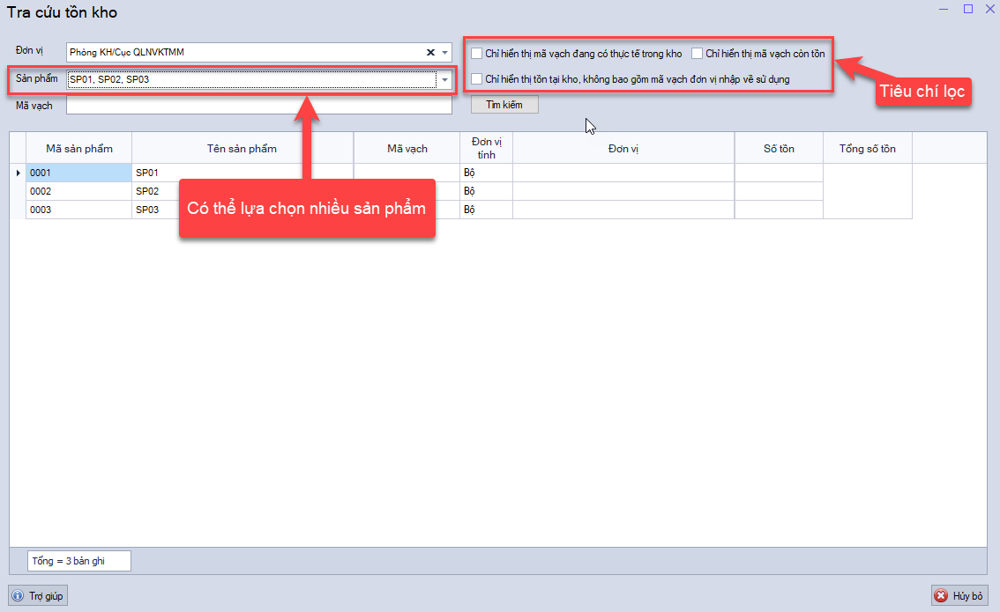 Tra cứu tồn kho
Đơn vị
Phòng KH/Cục QLNVKTMM
Chỉ hiển thị mã vạch đang có thực tế trong kho
Chỉ hiển thị mã vạch còn tồn
Sản phẩm
SP01, SP02, SP03
Chỉ hiển thị tồn tại kho, không bao gồm mã vạch đơn vị nhập về sử dụng
Tiêu chí lọc
Mã vạch
Tìm kiếm
Mã sản phẩm
Tên sản phẩm
Mã vạch
Đơn vị
tính
Đơn vị
Số tồn
Tổng số tồn
0001
SP01
Bộ
0002
SP02
Bộ
0003
SP03
Bộ
Có thể lựa chọn nhiều sản phẩm
Tổng = 3 bản ghi
Trợ giúp
Hủy bỏ